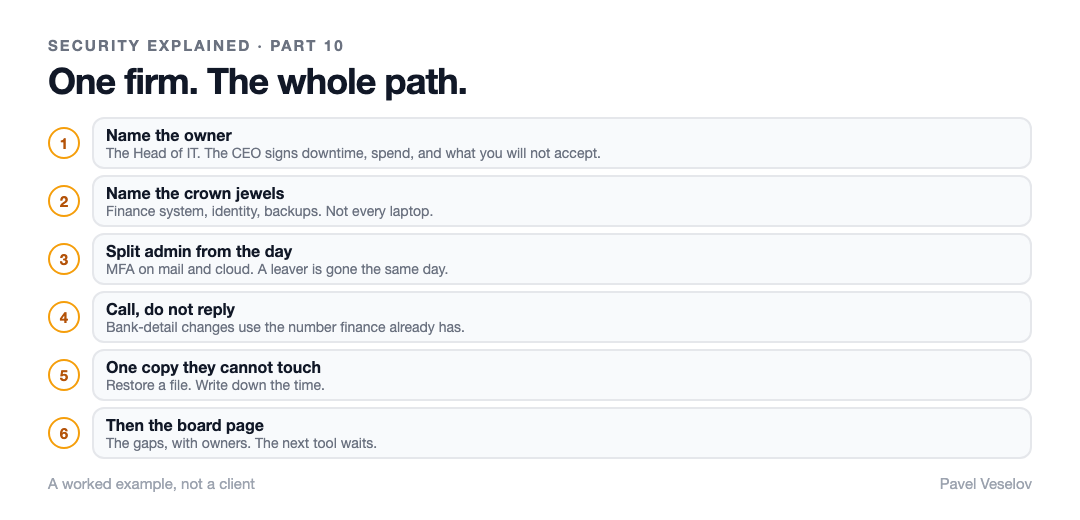 SECURITY EXPLAINED · PART 10
One firm. The whole path.
1
Name the owner
The Head of IT. The CEO signs downtime, spend, and what you will not accept.
2
Name the crown jewels
Finance system, identity, backups. Not every laptop.
3
Split admin from the day
MFA on mail and cloud. A leaver is gone the same day.
4
Call, do not reply
Bank-detail changes use the number finance already has.
5
One copy they cannot touch
Restore a file. Write down the time.
6
Then the board page
The gaps, with owners. The next tool waits.
A worked example, not a client
Pavel Veselov